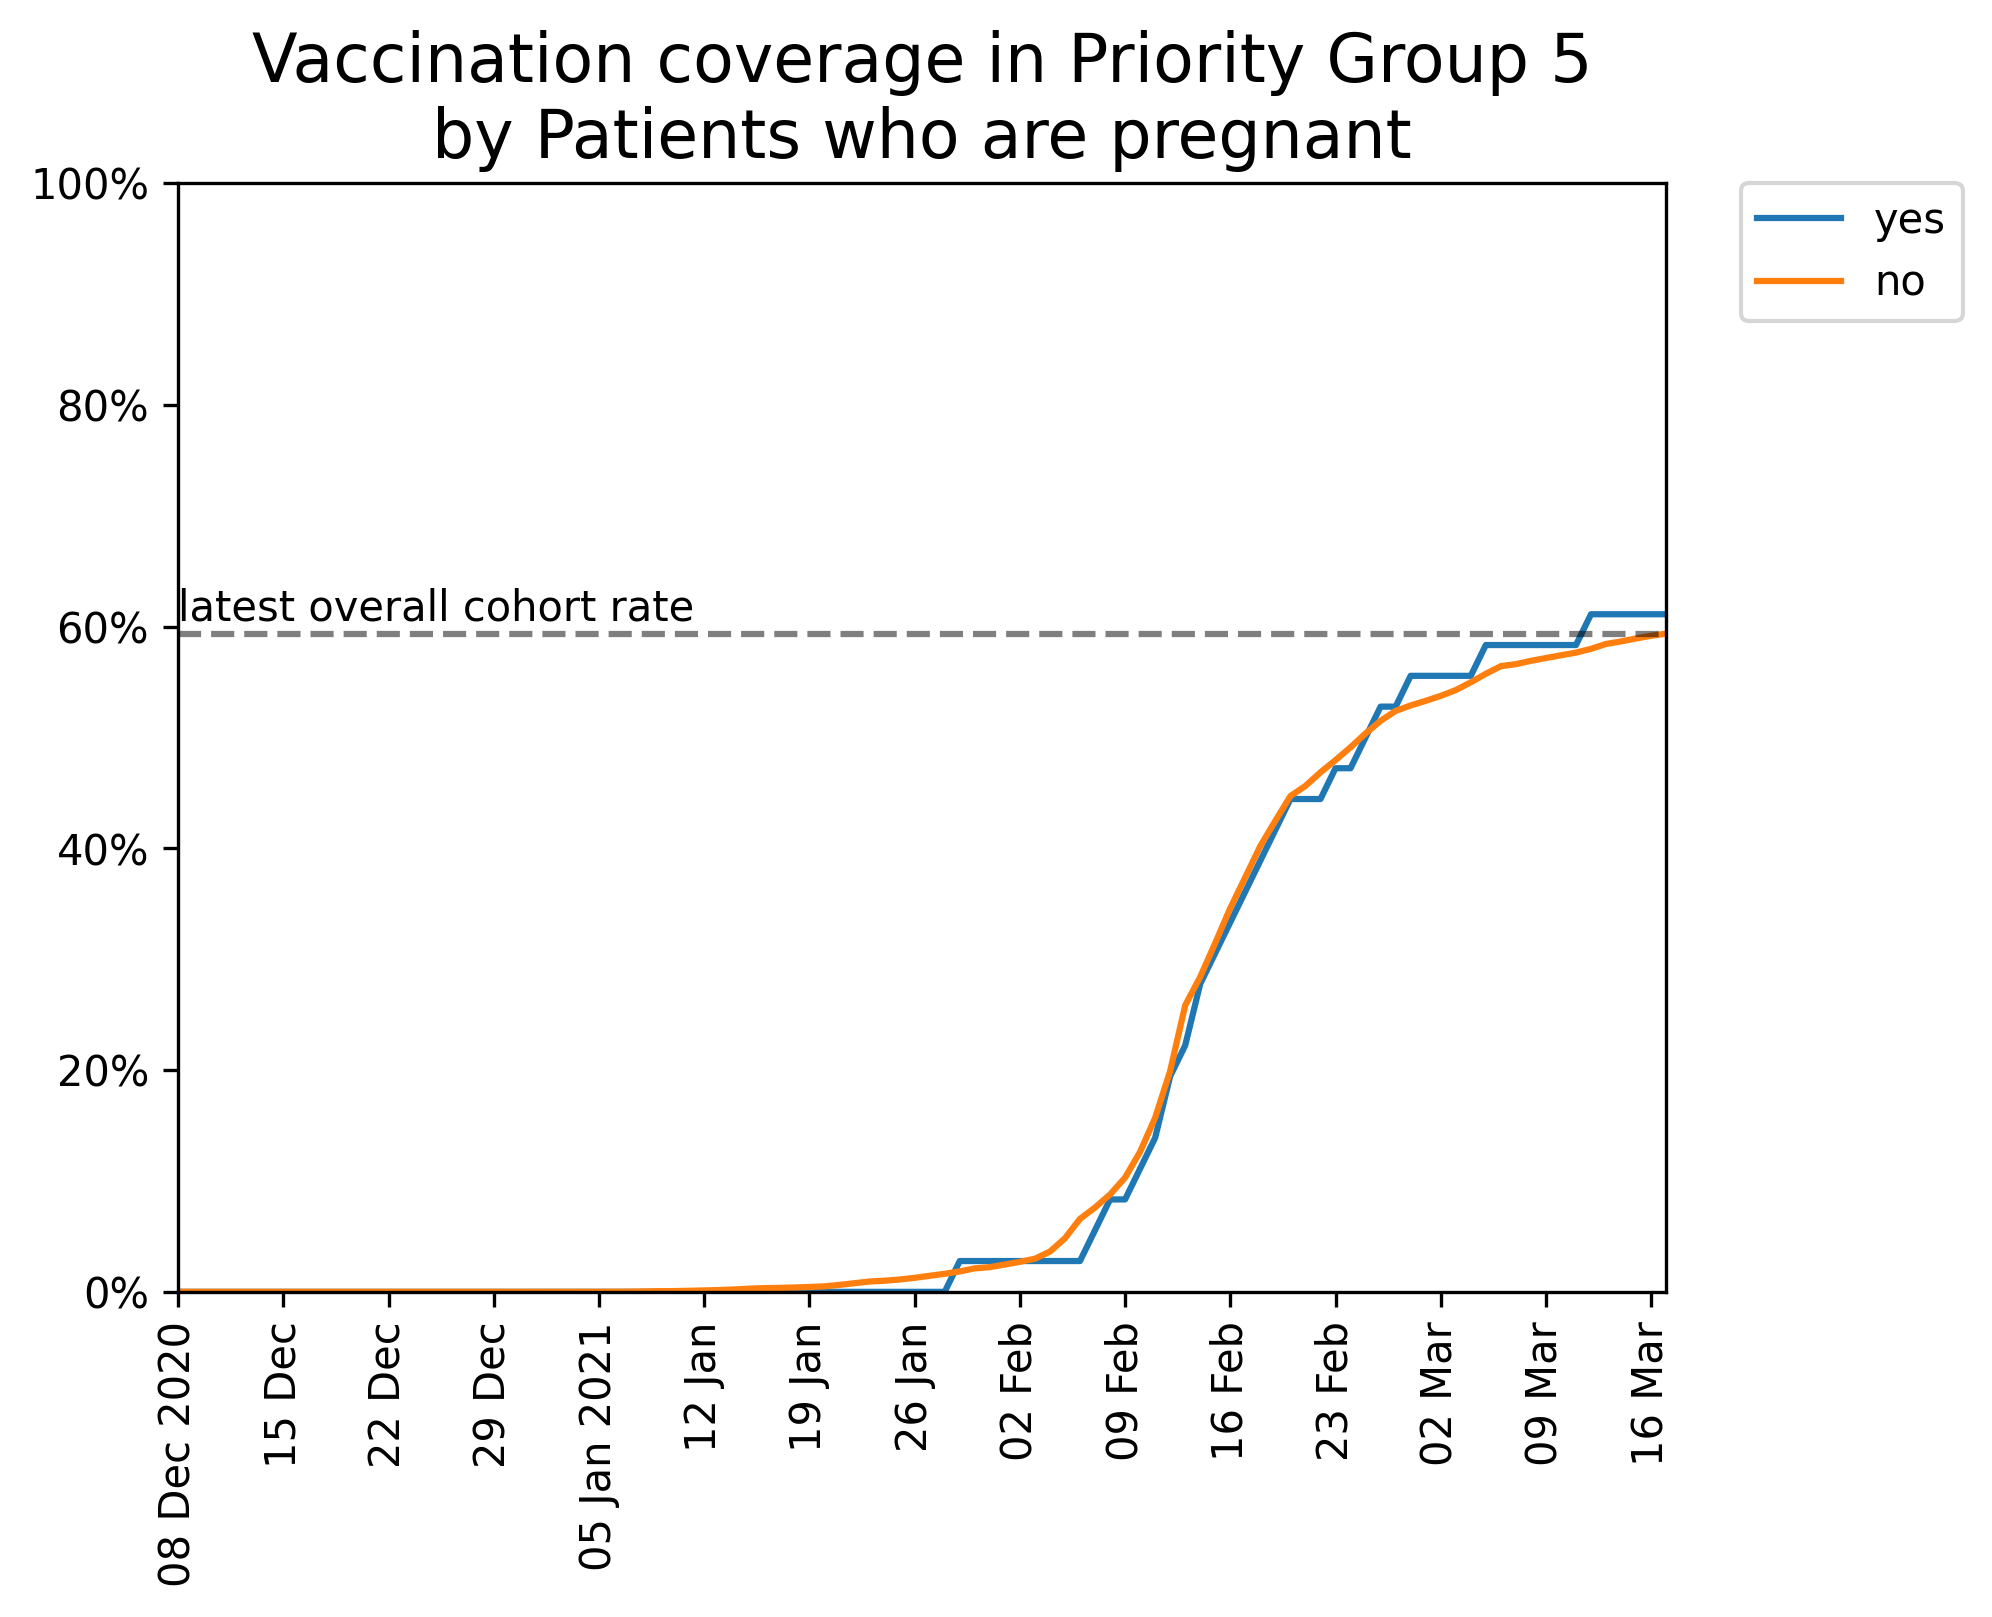 Vaccination coverage in Priority Group 5
by Patients who are pregnant
100%
80%
60%
40%
20%
0%
latest overall cohort rate
yes
no
08 Dec 2020
15 Dec
22 Dec
29 Dec
05 Jan 2021
12 Jan
19 Jan
26 Jan
02 Feb
09 Feb
16 Feb
23 Feb
02 Mar
09 Mar
16 Mar